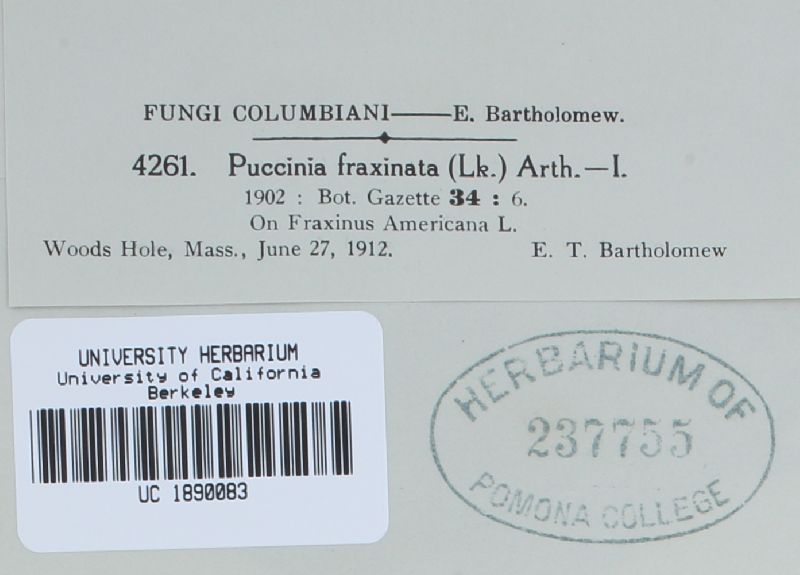 FUNGI COLUMBIANI——E. Bartholomew.
4261. Puccinia fraxinata (Lk.) Arth.—I.
1902 : Bot. Gazette 34 : 6.
On Fraxinus Americana L.
Woods Hole, Mass., June 27, 1912. E. T. Bartholomew
UNIVERSITY HERBARIUM
University of California
Berkeley
UC 1890083
HERBARIUM OF
237755
POMONA COLLEGE